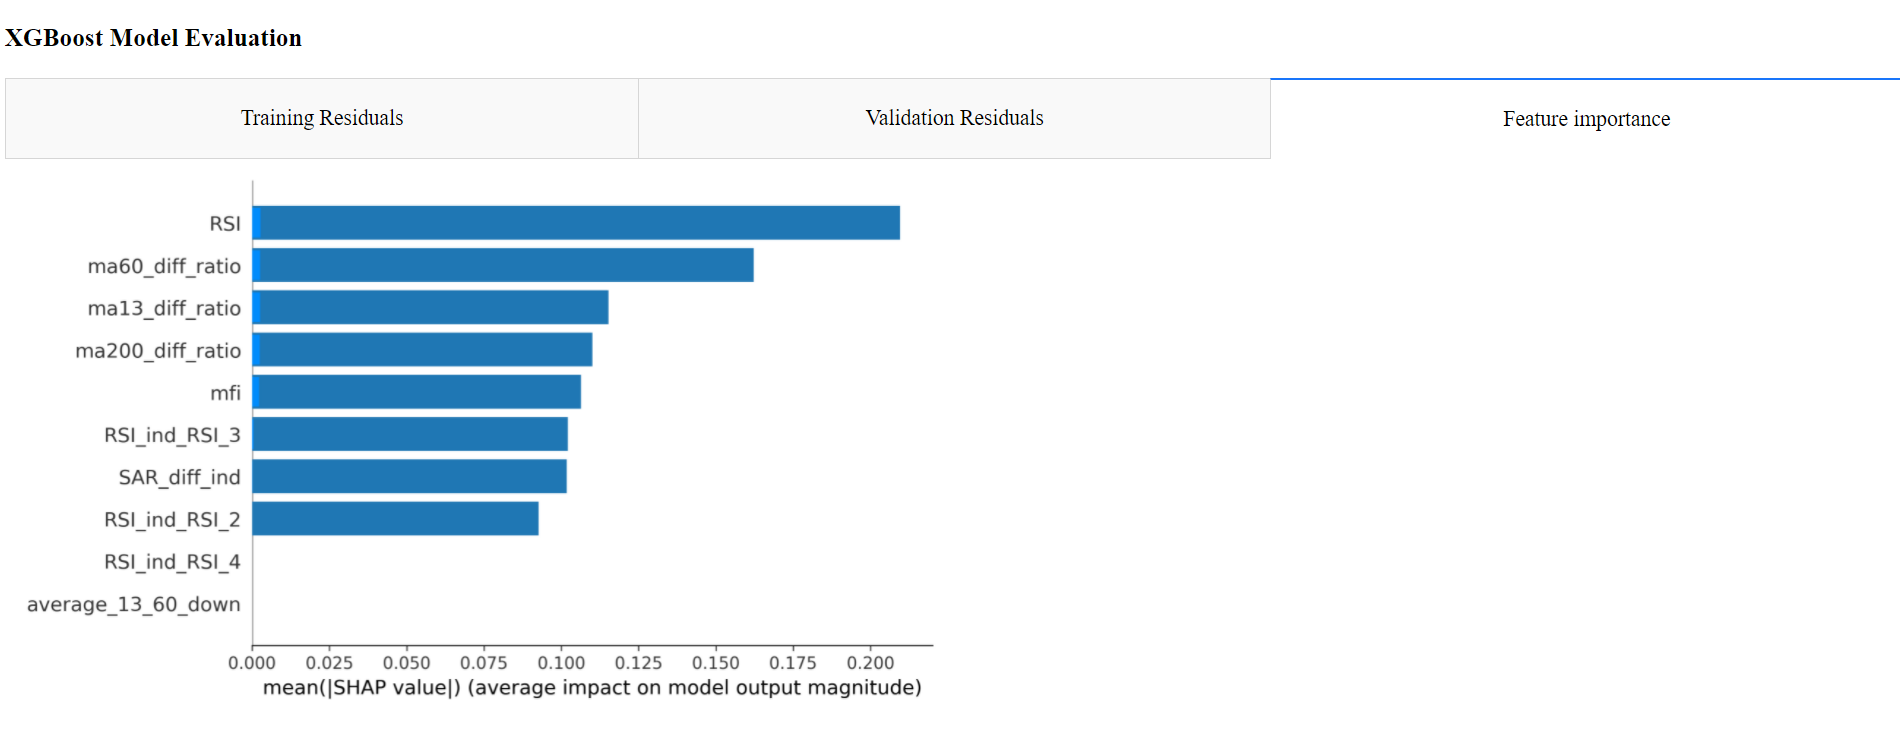 XGBoost Model Evaluation
Training Residuals
Validation Residuals
Feature importance
RSI
ma60_diff_ratio
ma13_diff_ratio
ma200_diff_ratio
mfi
RSI_ind_RSI_3
SAR_diff_ind
RSI_ind_RSI_2
RSI_ind_RSI_4
average_13_60_down
0.000 0.025 0.050 0.075 0.100 0.125 0.150 0.175 0.200
mean(|SHAP value|) (average impact on model output magnitude)